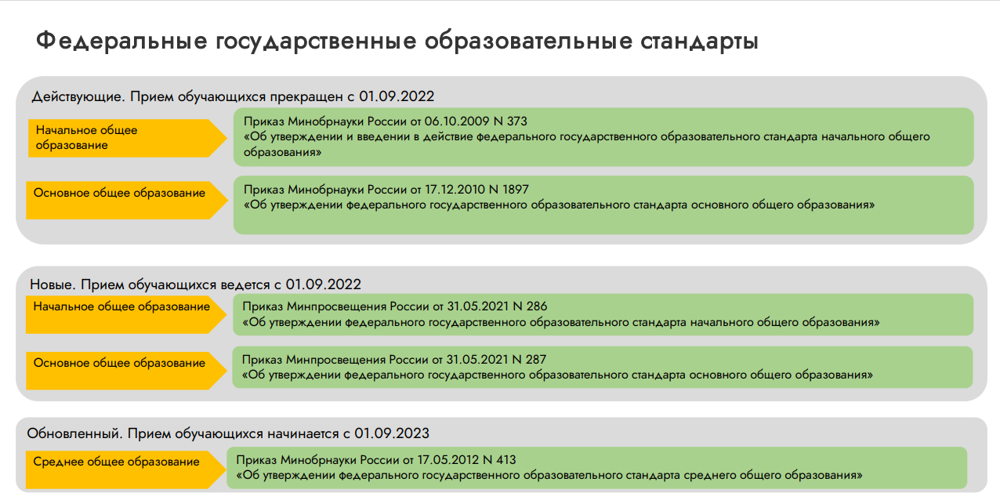 Федеральные государственные образовательные стандарты
Действующие. Прием обучающихся прекращен с 01.09.2022
Начальное общее
образование
Приказ Минобрнауки России от 06.10.2009 N 373
«Об утверждении и введении в действие федерального государственного образовательного стандарта начального общего
образования»
Основное общее образование
Приказ Минобрнауки России от 17.12.2010 N 1897
«Об утверждении федерального государственного образовательного стандарта основного общего образования»
Новые. Прием обучающихся ведется с 01.09.2022
Начальное общее образование
Приказ Минпросвещения России от 31.05.2021 N 286
«Об утверждении федерального государственного образовательного стандарта начального общего образования»
Основное общее образование
Приказ Минпросвещения России от 31.05.2021 N 287
«Об утверждении федерального государственного образовательного стандарта основного общего образования»
Обновленный. Прием обучающихся начинается с 01.09.2023
Среднее общее образование
Приказ Минобрнауки России от 17.05.2012 N 413
«Об утверждении федерального государственного образовательного стандарта среднего общего образования»